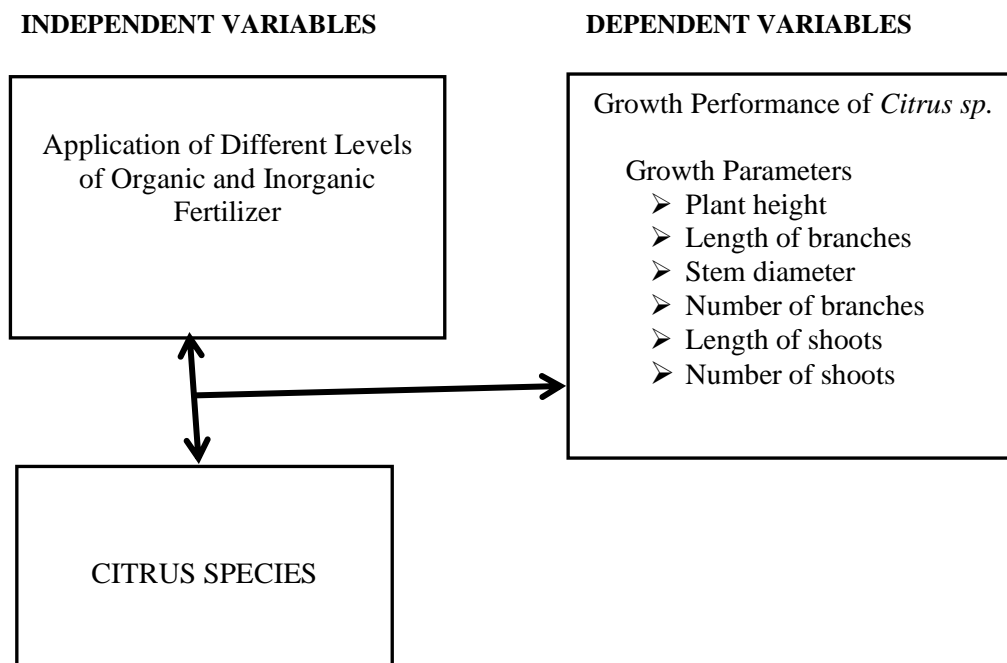 INDEPENDENT VARIABLES
Application of Different Levels
of Organic and Inorganic
Fertilizer
CITRUS SPECIES
DEPENDENT VARIABLES
Growth Performance of Citrus sp.
Growth Parameters
➢ Plant height
➢ Length of branches
➢ Stem diameter
➢ Number of branches
➢ Length of shoots
➢ Number of shoots